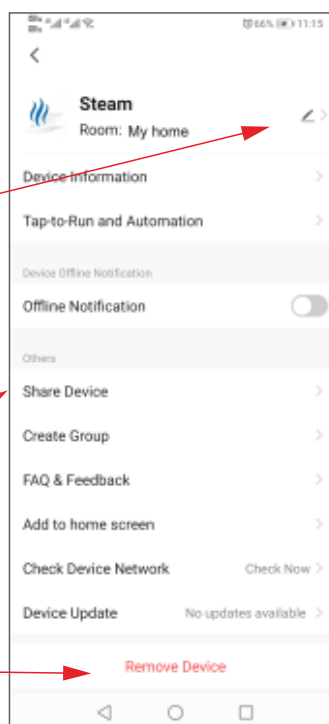 66% 11:15
Steam
Room: My home
Device Information
Tap-to-Run and Automation
Device Offline Notification
Offline Notification
Others
Share Device
Create Group
FAQ & Feedback
Add to home screen
Check Device Network Check Now
Device Update No updates available
Remove Device